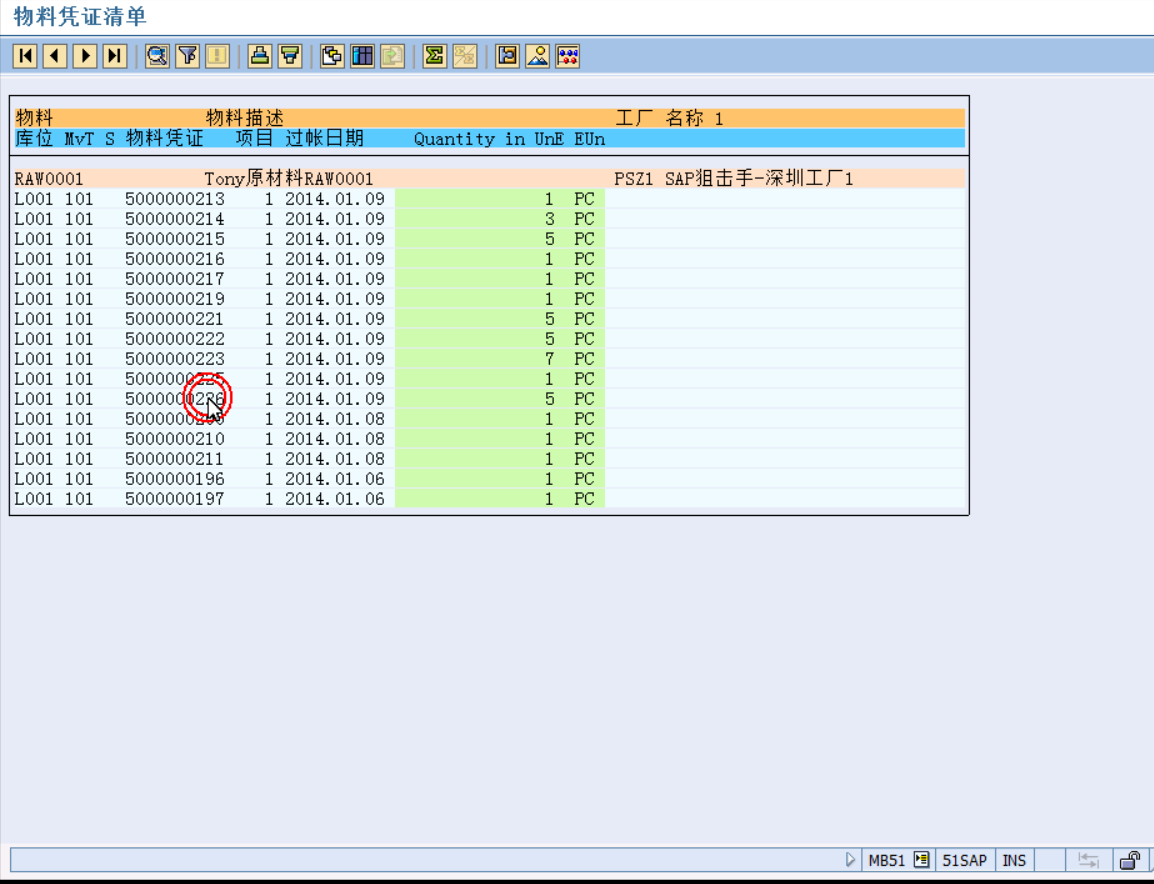 物料凭证清单
物料 物料描述 工厂 名称 1
库位 MvT S 物料凭证 项目 过帐日期 Quantity in UnE EUn
RAW0001 Tony原材料RAW0001 PSZ1 SAP狙击手-深圳工厂1
L001 101 5000000213 1 2014.01.09 1 PC
L001 101 5000000214 1 2014.01.09 3 PC
L001 101 5000000215 1 2014.01.09 5 PC
L001 101 5000000216 1 2014.01.09 1 PC
L001 101 5000000217 1 2014.01.09 1 PC
L001 101 5000000219 1 2014.01.09 1 PC
L001 101 5000000221 1 2014.01.09 5 PC
L001 101 5000000222 1 2014.01.09 5 PC
L001 101 5000000223 1 2014.01.09 7 PC
L001 101 5000000225 1 2014.01.09 1 PC
L001 101 5000000226 1 2014.01.09 5 PC
L001 101 1 2014.01.08 1 PC
L001 101 5000000210 1 2014.01.08 1 PC
L001 101 5000000211 1 2014.01.08 1 PC
L001 101 5000000196 1 2014.01.06 1 PC
L001 101 5000000197 1 2014.01.06 1 PC
MB51 51SAP INS